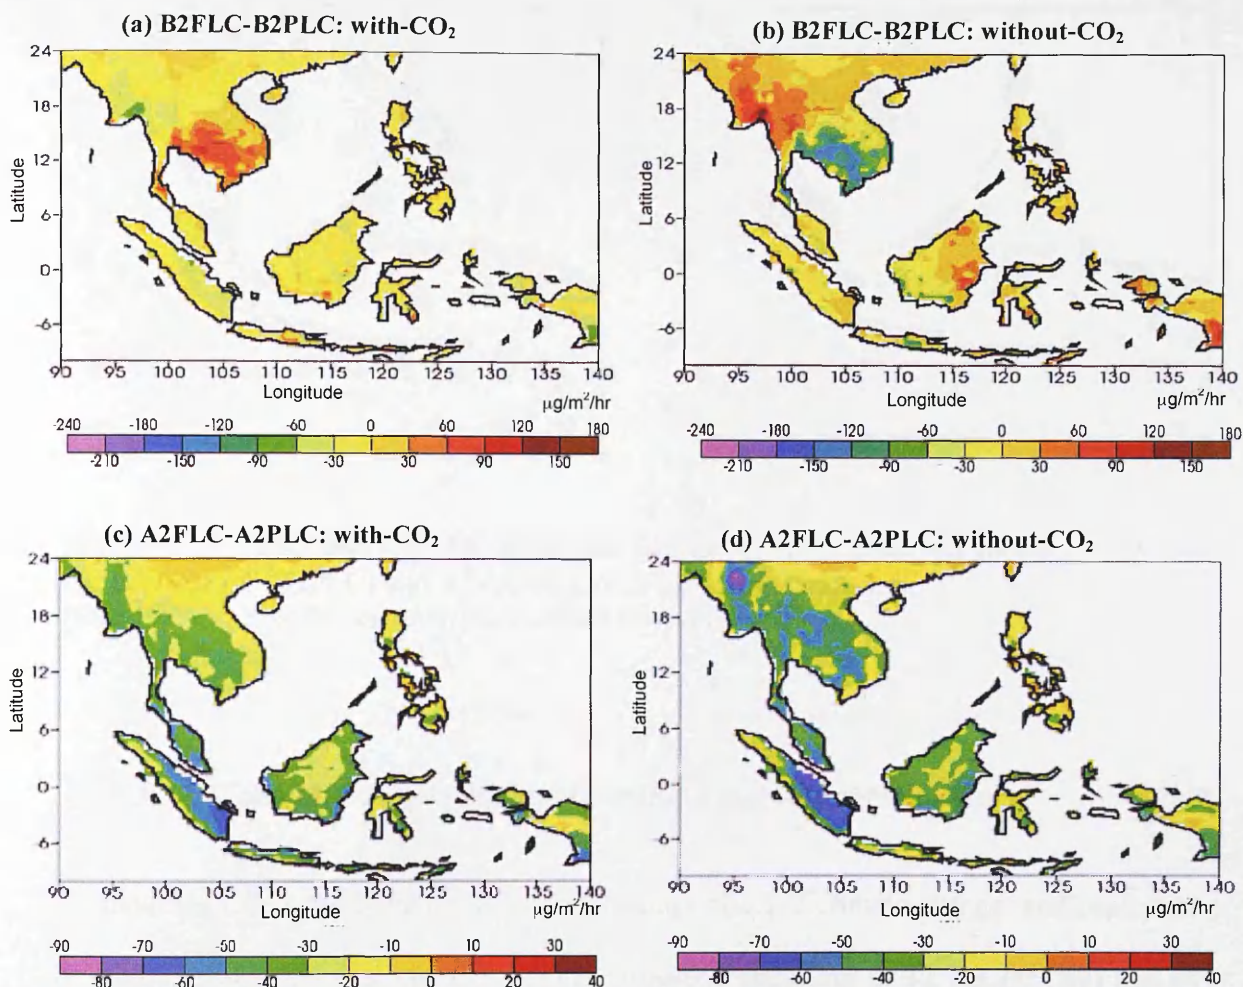 (a) B2FLC-B2PLC: with-CO₂
(b) B2FLC-B2PLC: without-CO₂
24
18
12
6
0
-6
Latitude
90 95 100 105 110 115 120 125 130 135 140
Longitude
µg/m²/hr
-240 -180 -120 -60 0 60 120 180
-210 -150 -90 -30 30 90 150
24
18
12
6
0
-6
Latitude
90 95 100 105 110 115 120 125 130 135 140
Longitude
µg/m²/hr
-240 -180 -120 -60 0 60 120 180
-210 -150 -90 -30 30 90 150
(c) A2FLC-A2PLC: with-CO₂
(d) A2FLC-A2PLC: without-CO₂
24
18
12
6
0
-6
Latitude
90 95 100 105 110 115 120 125 130 135 140
Longitude
µg/m²/hr
-90 -70 -50 -30 -10 10 30
-80 -60 -40 -20 0 20 40
24
18
12
6
0
-6
Latitude
90 95 100 105 110 115 120 125 130 135 140
Longitude
µg/m²/hr
-90 -70 -50 -30 -10 10 30
-80 -60 -40 -20 0 20 40